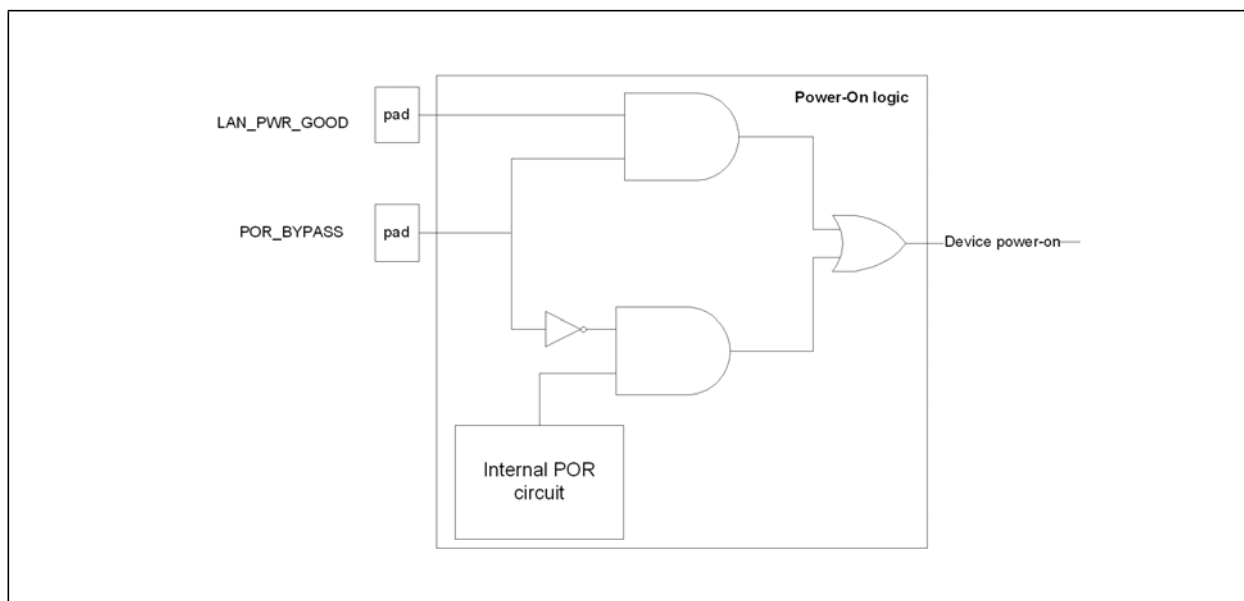 Power-On logic
LAN_PWR_GOOD
pad
POR_BYPASS
pad
Device power-on
Internal POR
circuit